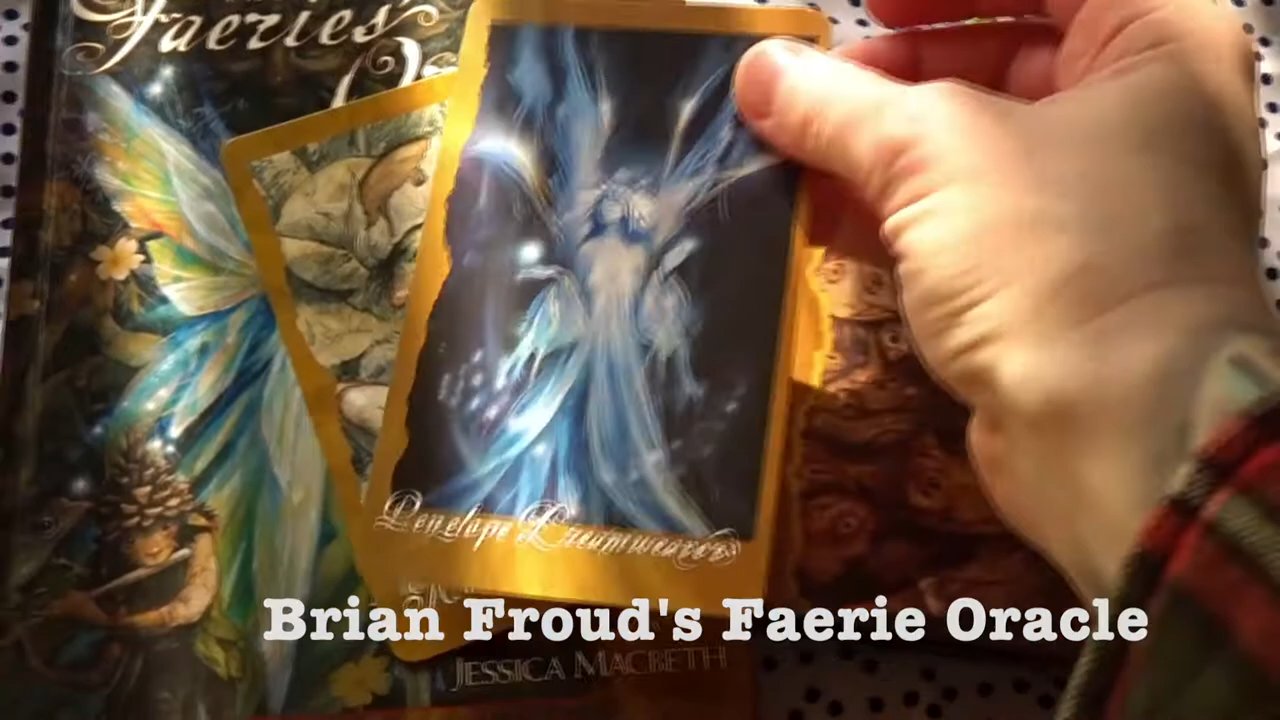 Faeries'
Penelope Dreamweaver
Brian Froud's Faerie Oracle
JESSICA MACBETH